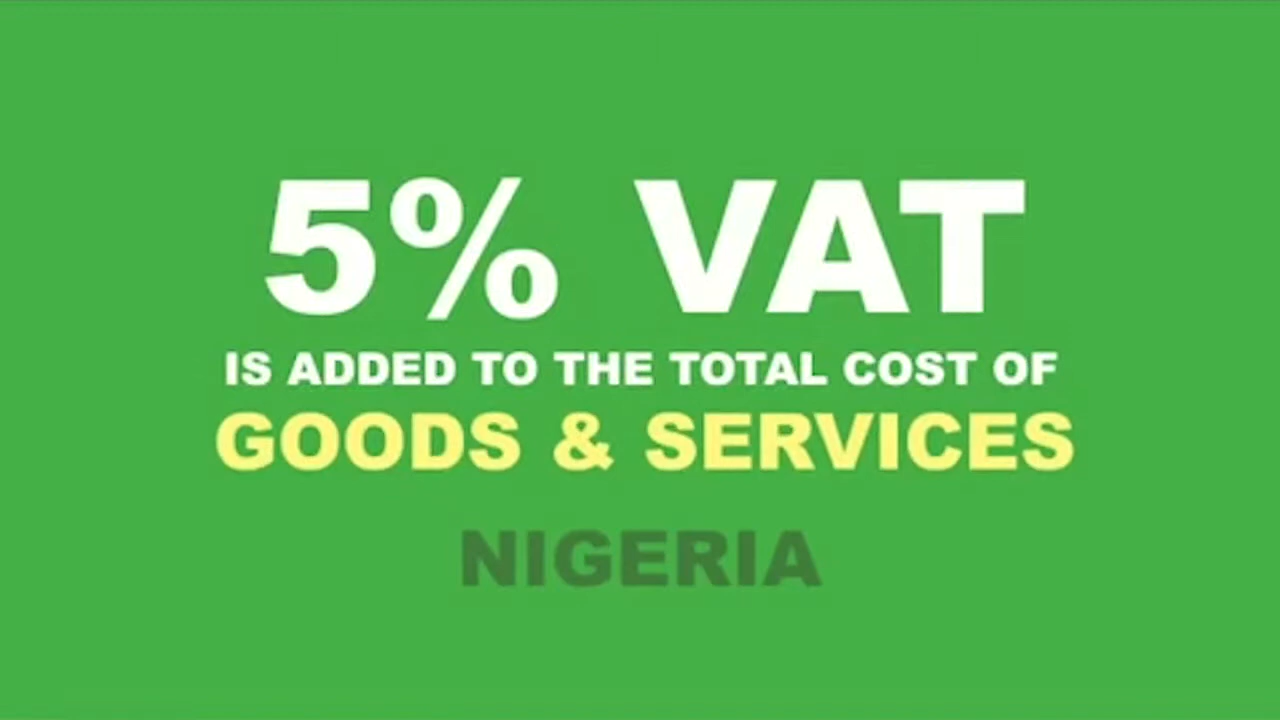 5% VAT
IS ADDED TO THE TOTAL COST OF
GOODS & SERVICES
NIGERIA